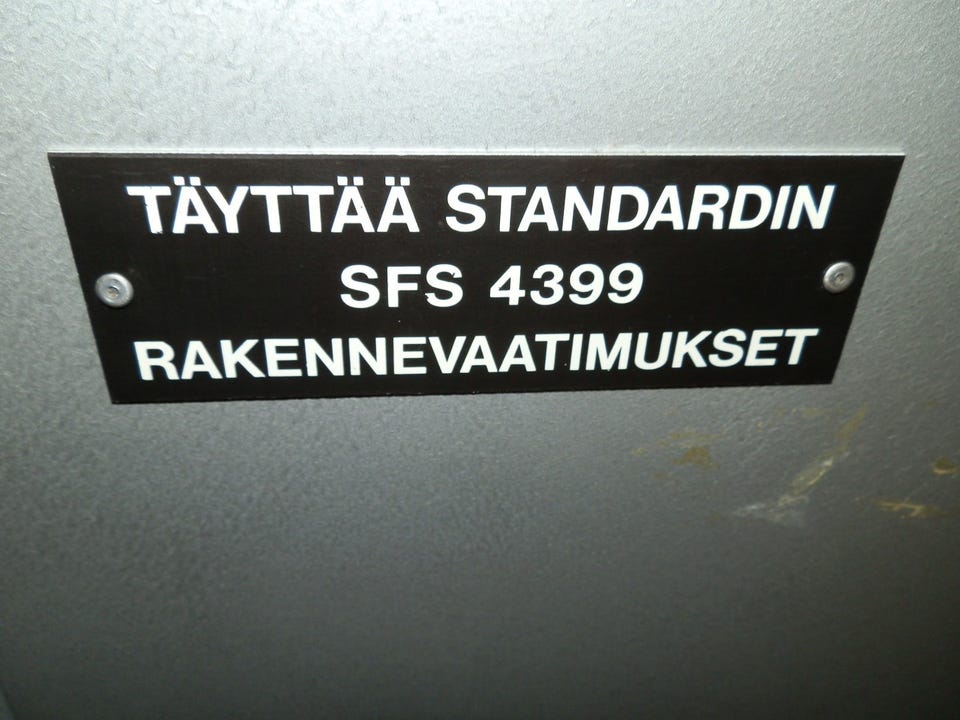 TÄYTTÄÄ STANDARDIN
SFS 4399
RAKENNEVAATIMUKSET